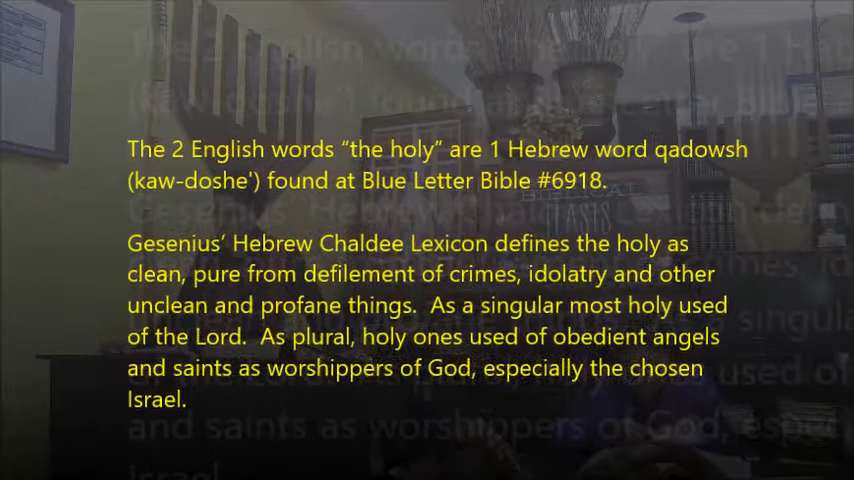 The 2 English words “the holy” are 1 Hebrew word qadowsh
(kaw-doshe') found at Blue Letter Bible #6918.
Gesenius’ Hebrew Chaldee Lexicon defines the holy as
clean, pure from defilement of crimes, idolatry and other
unclean and profane things. As a singular most holy used
of the Lord. As plural, holy ones used of obedient angels
and saints as worshippers of God, especially the chosen
Israel.